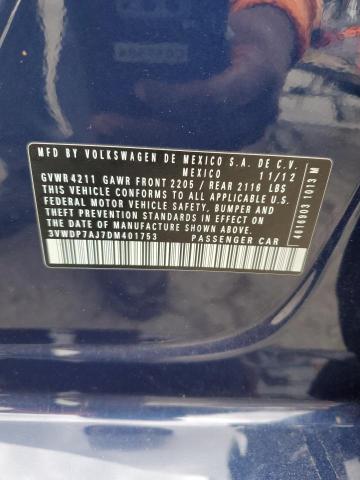 MFD BY VOLKSWAGEN DE MEXICO S.A. DE C.V.
MEXICO 11/12
GVWR 4211 GAWR FRONT 2205 / REAR 2116 LBS
THIS VEHICLE CONFORMS TO ALL APPLICABLE U.S.
FEDERAL MOTOR VEHICLE SAFETY, BUMPER AND
THEFT PREVENTION STANDARDS IN EFFECT ON
THE DATE OF MANUFACTURE SHOWN ABOVE.
3VWDP7AJ7DM401753 PASSENGER CAR
4616903 1013 M